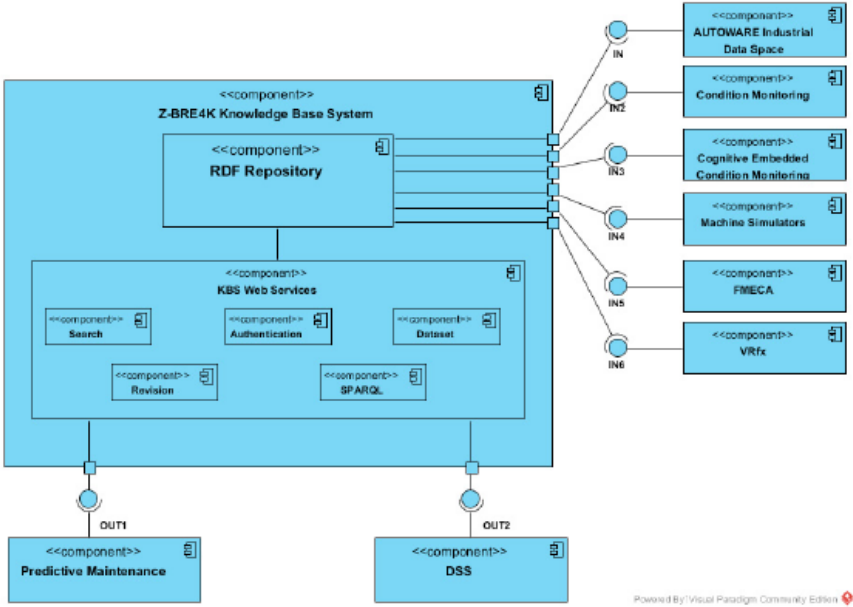 <<component>>
AUTOWARE Industrial
Data Space
IN
<<component>>
Condition Monitoring
IN2
<<component>>
Cognitive Embedded
Condition Monitoring
IN3
<<component>>
Machine Simulators
IN4
<<component>>
FMECA
IN5
<<component>>
VRfx
IN6
<<component>>
Z-BRE4K Knowledge Base System
<<component>>
RDF Repository
<<component>>
KBS Web Services
<<component>>
Search
<<component>>
Authentication
<<component>>
Dataset
<<component>>
Revision
<<component>>
SPARQL
OUT1
OUT2
<<component>>
Predictive Maintenance
<<component>>
DSS
Powered By Visual Paradigm Community Edition